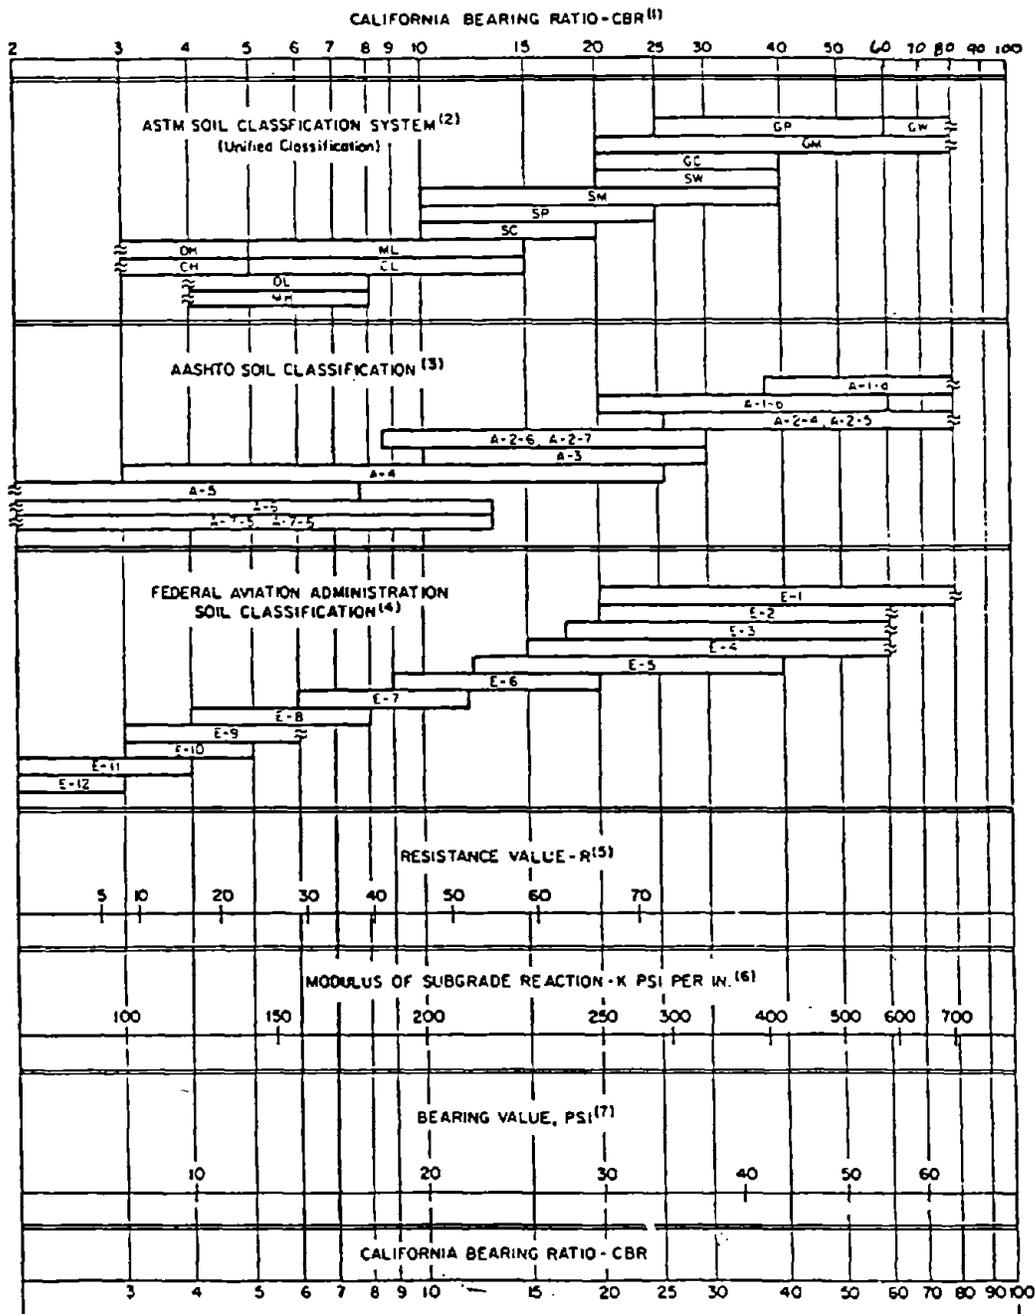 CALIFORNIA BEARING RATIO-CBR(1)
2 3 4 5 6 7 8 9 10 15 20 25 30 40 50 60 70 80 90 100
ASTM SOIL CLASSFICATION SYSTEM(2)
(Unified Classification)
GP GW
GM
GC
SW
SM
SP
SC
OH ML
CH CL
OL
MH
AASHTO SOIL CLASSIFICATION(3)
A-1-a
A-1-b
A-2-4, A-2-5
A-2-6, A-2-7
A-3
A-4
A-5
A-6
A-7-5, A-7-5
FEDERAL AVIATION ADMINISTRATION
SOIL CLASSIFICATION(4)
E-1
E-2
E-3
E-4
E-5
E-6
E-7
E-8
E-9
E-10
E-11
E-12
RESISTANCE VALUE-R(5)
5 10 20 30 40 50 60 70
MODULUS OF SUBGRADE REACTION-K PSI PER IN.(6)
100 150 200 250 300 400 500 600 700
BEARING VALUE, PSI(7)
10 20 30 40 50 60
CALIFORNIA BEARING RATIO-CBR
3 4 5 6 7 8 9 10 15 20 25 30 40 50 60 70 80 90 100